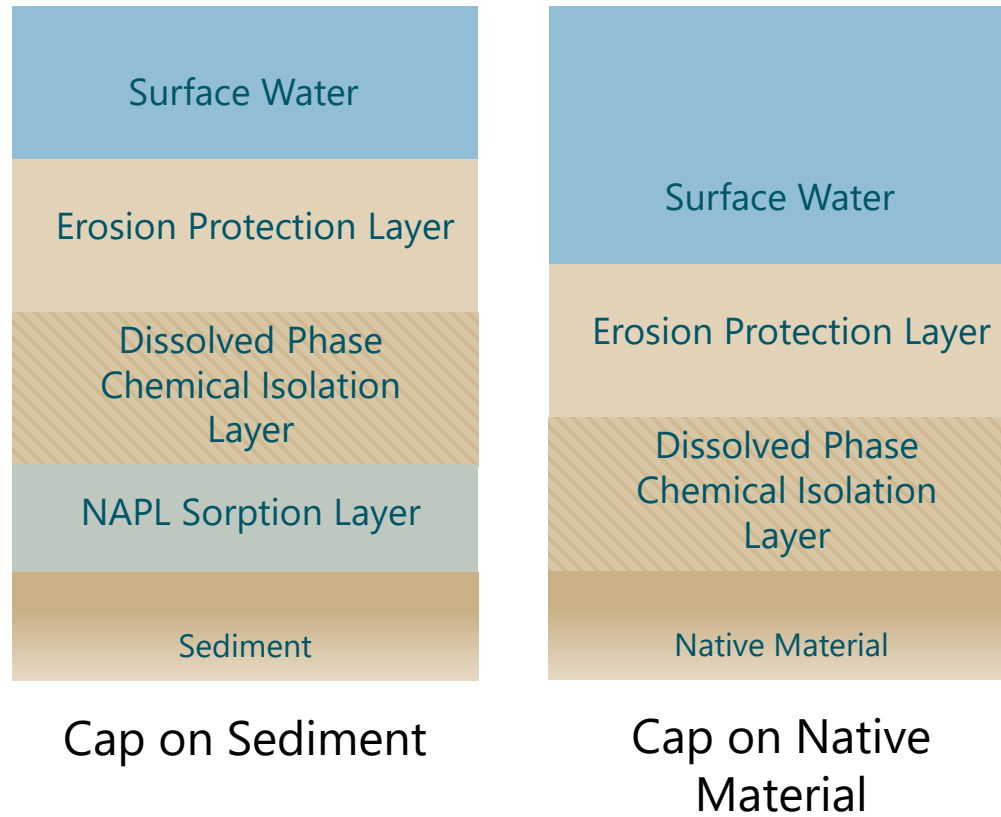 Surface Water
Erosion Protection Layer
Dissolved Phase
Chemical Isolation
Layer
NAPL Sorption Layer
Sediment
Cap on Sediment
Surface Water
Erosion Protection Layer
Dissolved Phase
Chemical Isolation
Layer
Native Material
Cap on Native
Material